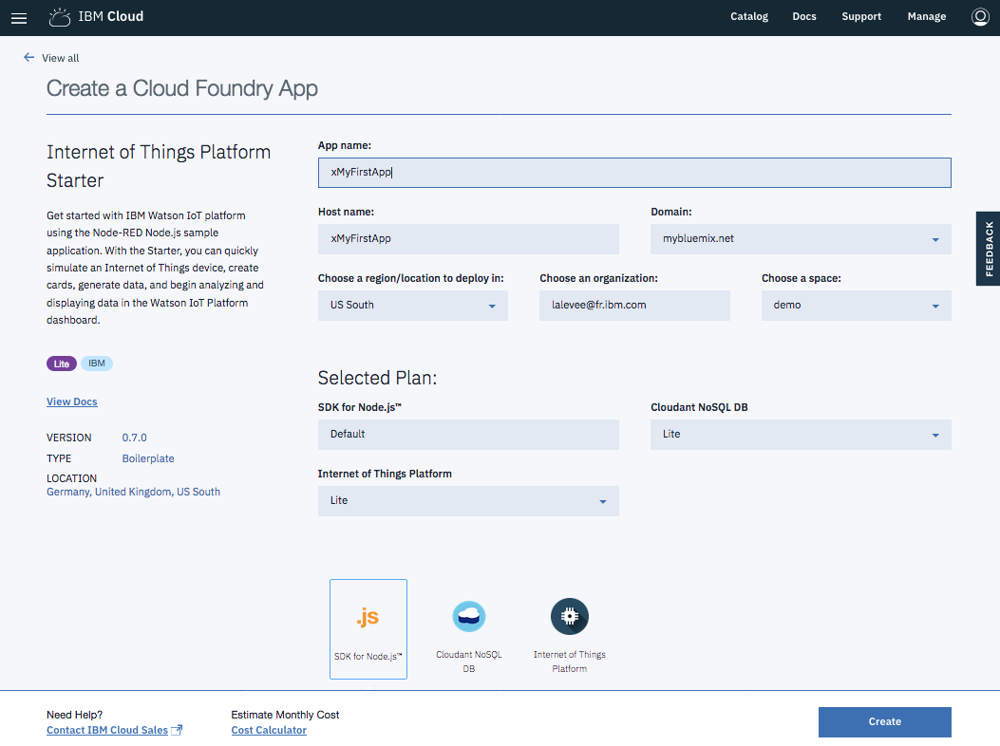 IBM Cloud
Catalog Docs Support Manage
View all
Create a Cloud Foundry App
Internet of Things Platform
Starter
Get started with IBM Watson IoT platform
using the Node-RED Node.js sample
application. With the Starter, you can quickly
simulate an Internet of Things device, create
cards, generate data, and begin analyzing and
displaying data in the Watson IoT Platform
dashboard.
Lite IBM
View Docs
VERSION 0.7.0
TYPE Boilerplate
LOCATION
Germany, United Kingdom, US South
App name:
xMyFirstApp
Host name: Domain:
xMyFirstApp mybluemix.net
Choose a region/location to deploy in: Choose an organization: Choose a space:
US South lalevee@fr.ibm.com demo
Selected Plan:
SDK for Node.js™ Cloudant NoSQL DB
Default Lite
Internet of Things Platform
Lite
.js
SDK for Node.js™ Cloudant NoSQL Internet of Things
DB Platform
FEEDBACK
Need Help? Estimate Monthly Cost
Contact IBM Cloud Sales Cost Calculator
Create